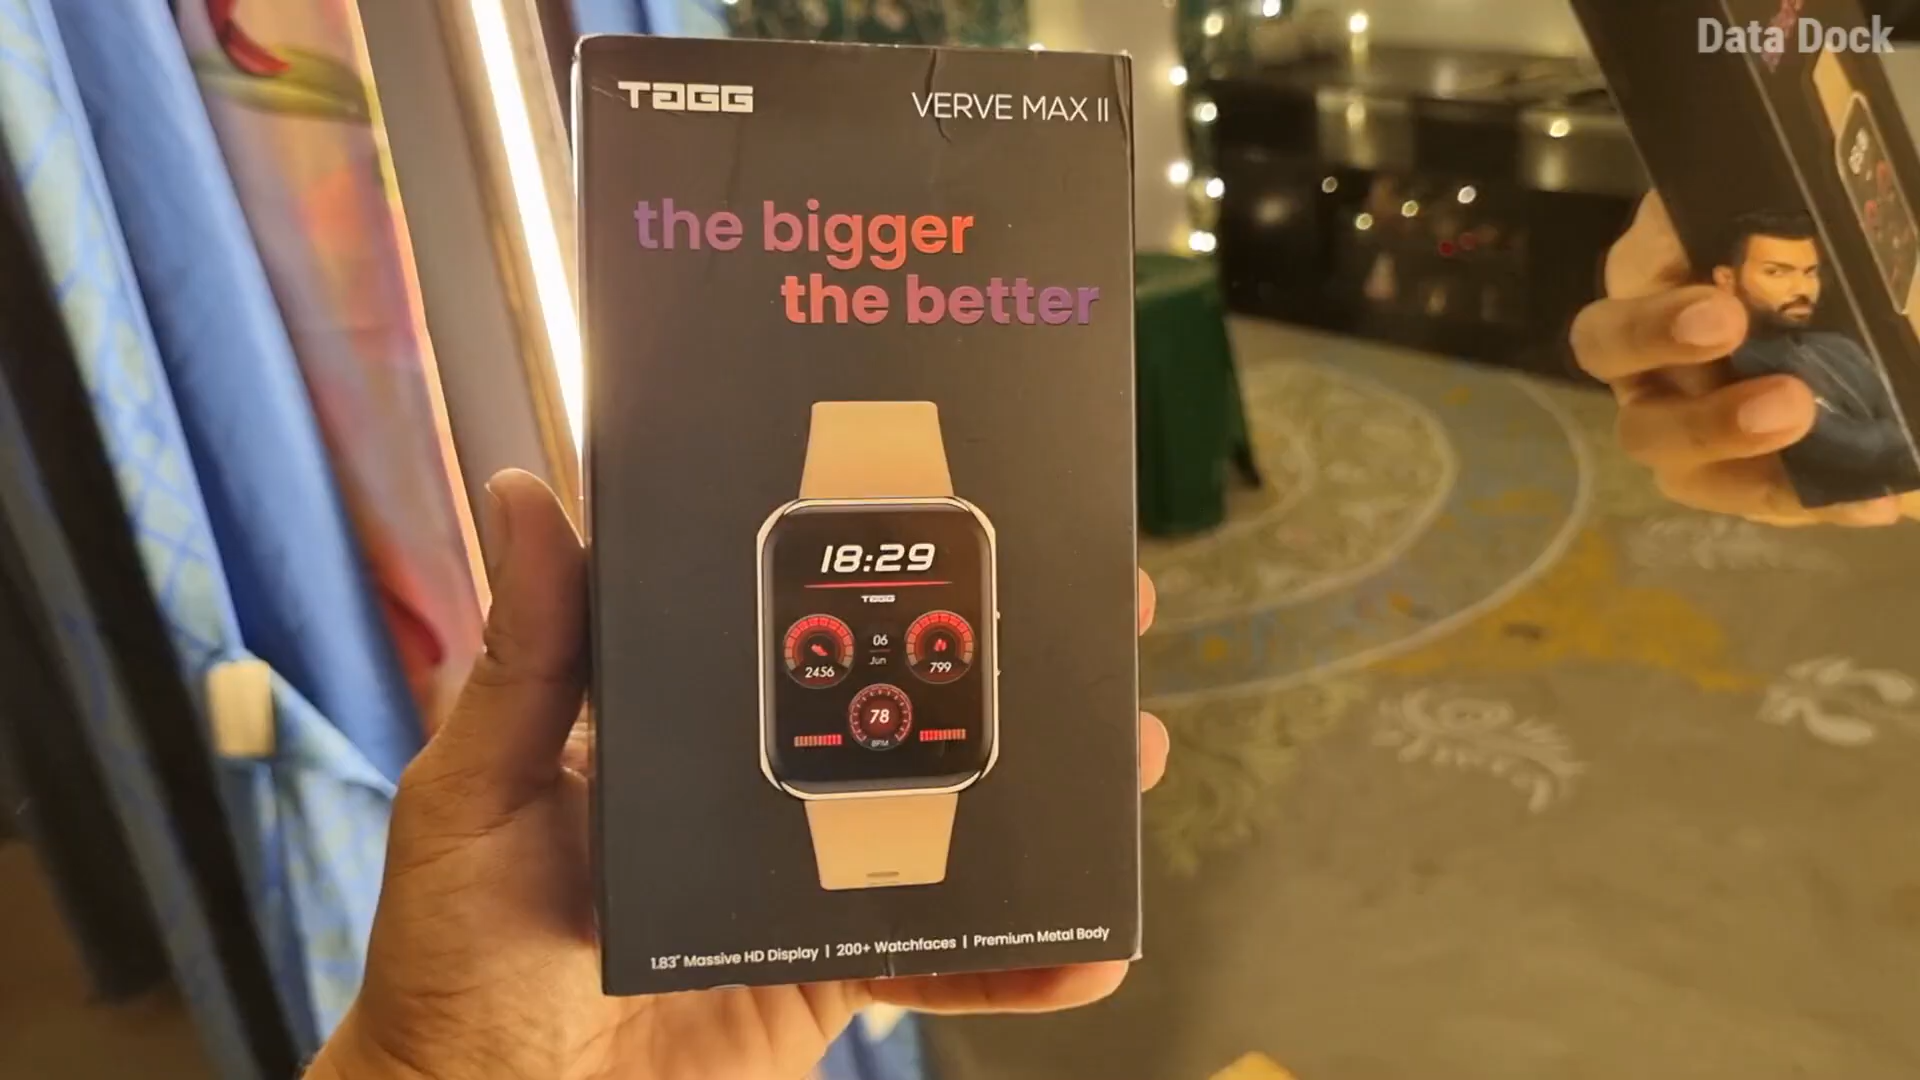 Data Dock
TAGG
VERVE MAX II
the bigger
the better
18:29
TAGG
06
Jun
2456
799
78
BPM
1.83" Massive HD Display | 200+ Watchfaces | Premium Metal Body